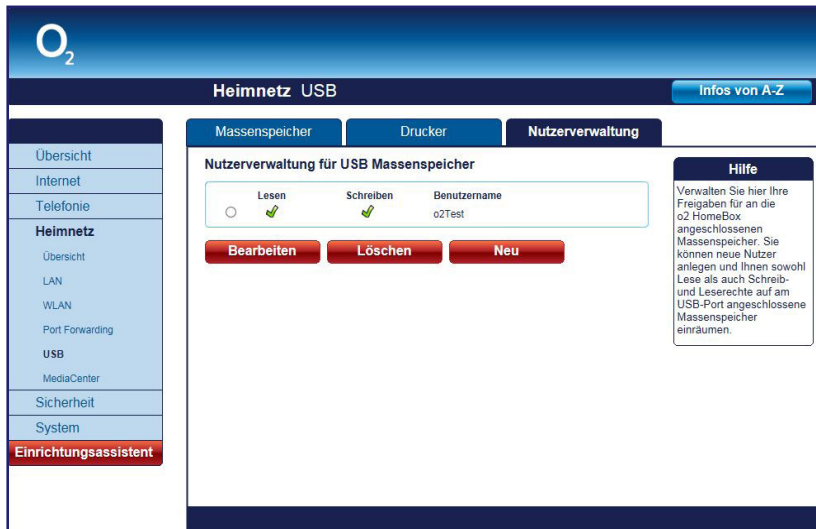 O2
Heimnetz USB
Infos von A-Z
Massenspeicher
Drucker
Nutzerverwaltung
Übersicht
Internet
Telefonie
Heimnetz
Übersicht
LAN
WLAN
Port Forwarding
USB
MediaCenter
Sicherheit
System
Einrichtungsassistent
Nutzerverwaltung für USB Massenspeicher
Lesen Schreiben Benutzername
o2Test
Bearbeiten
Löschen
Neu
Hilfe
Verwalten Sie hier Ihre
Freigaben für an die
o2 HomeBox
angeschlossenen
Massenspeicher. Sie
können neue Nutzer
anlegen und Ihnen sowohl
Lese als auch Schreib-
und Leserechte auf am
USB-Port angeschlossene
Massenspeicher
einräumen.